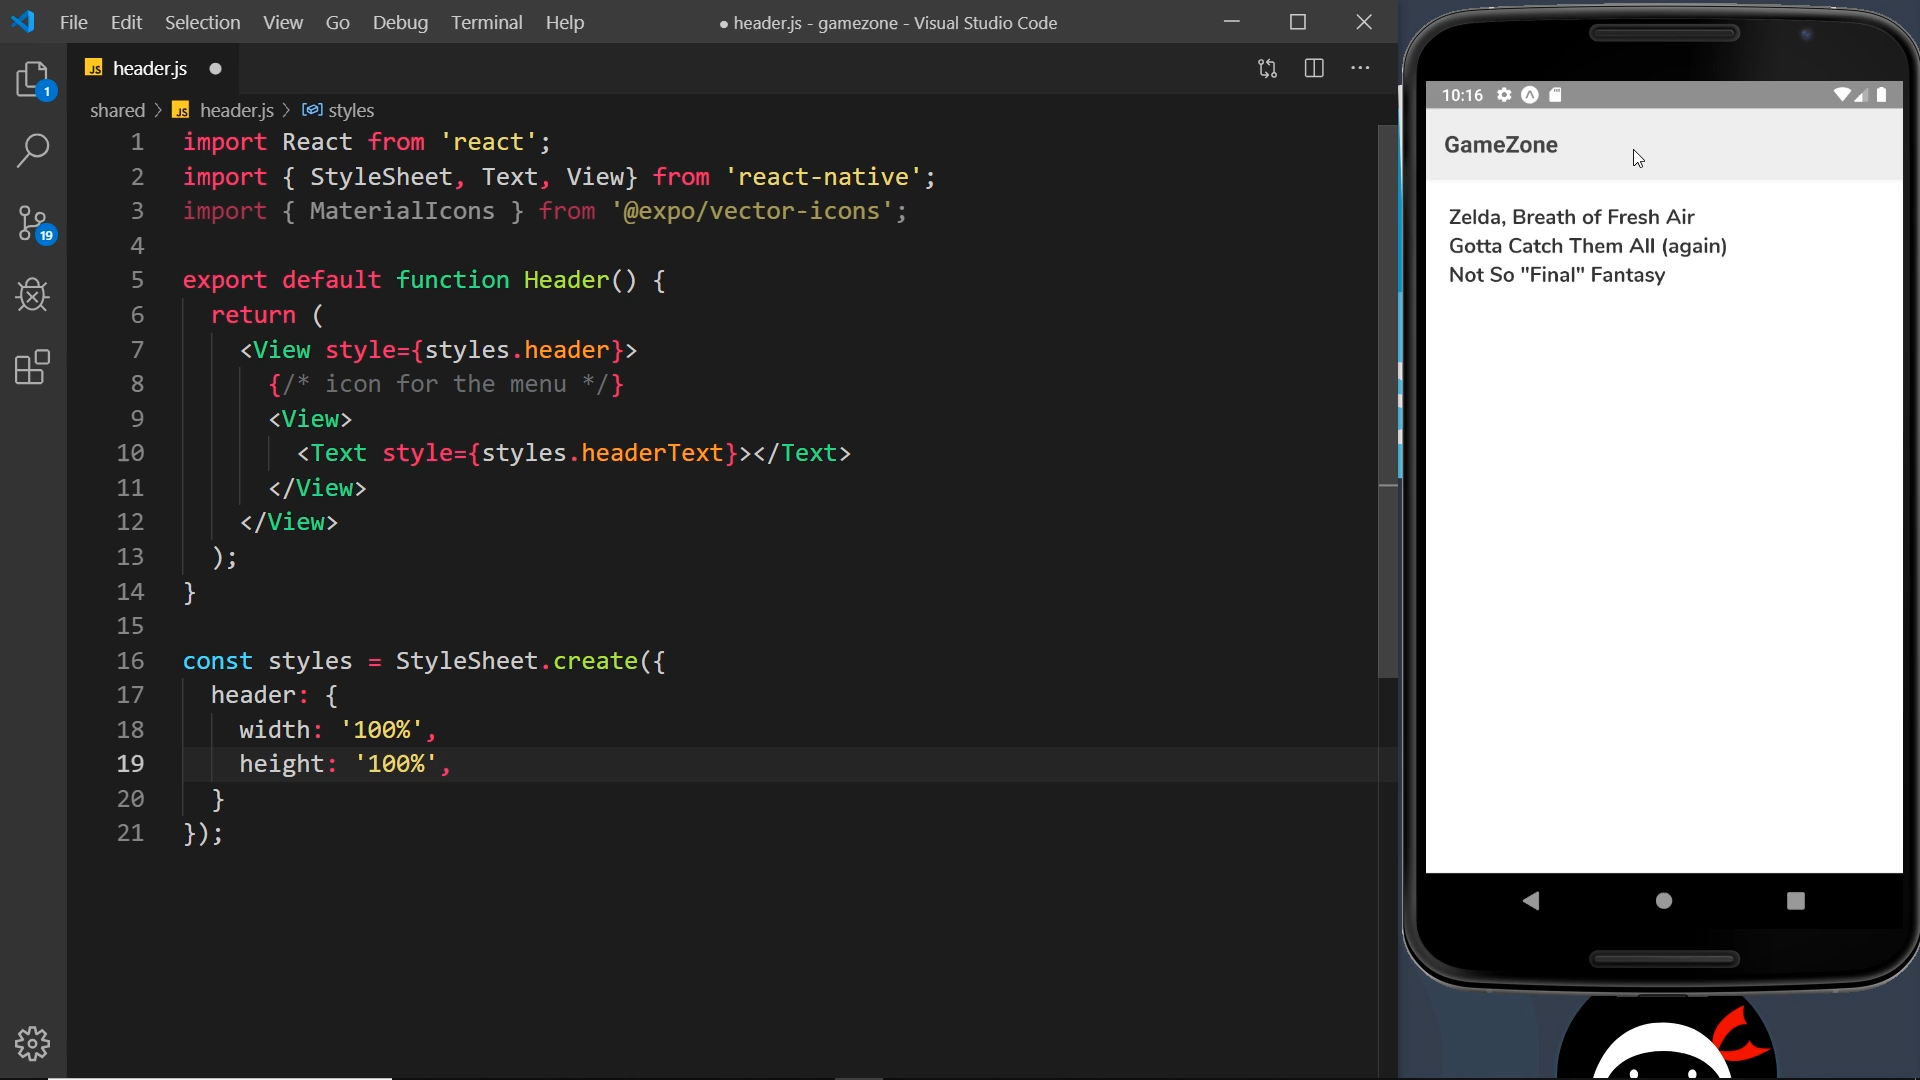 File Edit Selection View Go Debug Terminal Help
● header.js - gamezone - Visual Studio Code
JS header.js ●
shared > JS header.js > styles
1 import React from 'react';
2 import { StyleSheet, Text, View} from 'react-native';
3 import { MaterialIcons } from '@expo/vector-icons';
4
5 export default function Header() {
6 return (
7 <View style={styles.header}>
8 {/* icon for the menu */}
9 <View>
10 <Text style={styles.headerText}></Text>
11 </View>
12 </View>
13 );
14 }
15
16 const styles = StyleSheet.create({
17 header: {
18 width: '100%',
19 height: '100%',
20 }
21 });
1
19
10:16
GameZone
Zelda, Breath of Fresh Air
Gotta Catch Them All (again)
Not So "Final" Fantasy